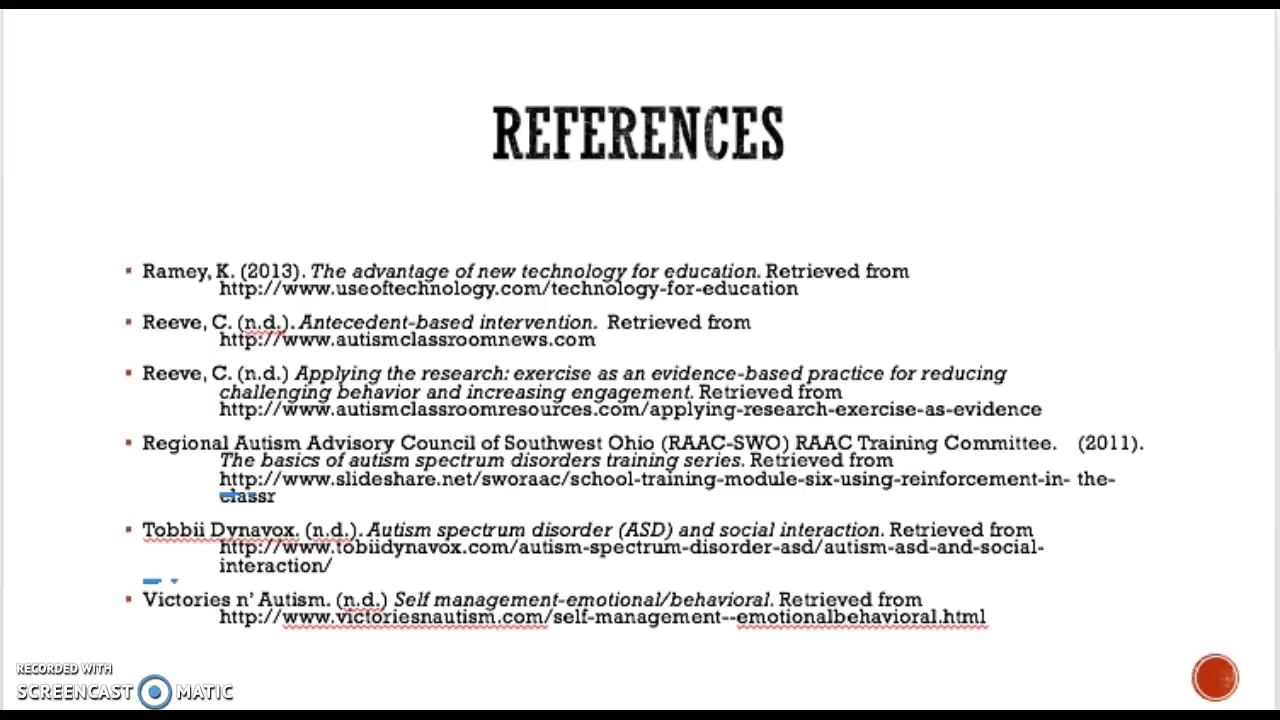 REFERENCES
Ramey, K. (2013). The advantage of new technology for education. Retrieved from
http://www.useoftechnology.com/technology-for-education
Reeve, C. (n.d.). Antecedent-based intervention. Retrieved from
http://www.autismclassroomnews.com
Reeve, C. (n.d.) Applying the research: exercise as an evidence-based practice for reducing
challenging behavior and increasing engagement. Retrieved from
http://www.autismclassroomresources.com/applying-research-exercise-as-evidence
Regional Autism Advisory Council of Southwest Ohio (RAAC-SWO) RAAC Training Committee. (2011).
The basics of autism spectrum disorders training series. Retrieved from
http://www.slideshare.net/sworaac/school-training-module-six-using-reinforcement-in- the-
classr
Tobbii Dynavox. (n.d.). Autism spectrum disorder (ASD) and social interaction. Retrieved from
http://www.tobiidynavox.com/autism-spectrum-disorder-asd/autism-asd-and-social-
interaction/
Victories n' Autism. (n.d.) Self management-emotional/behavioral. Retrieved from
http://www.victoriesnautism.com/self-management--emotionalbehavioral.html
RECORDED WITH
SCREENCAST MATIC